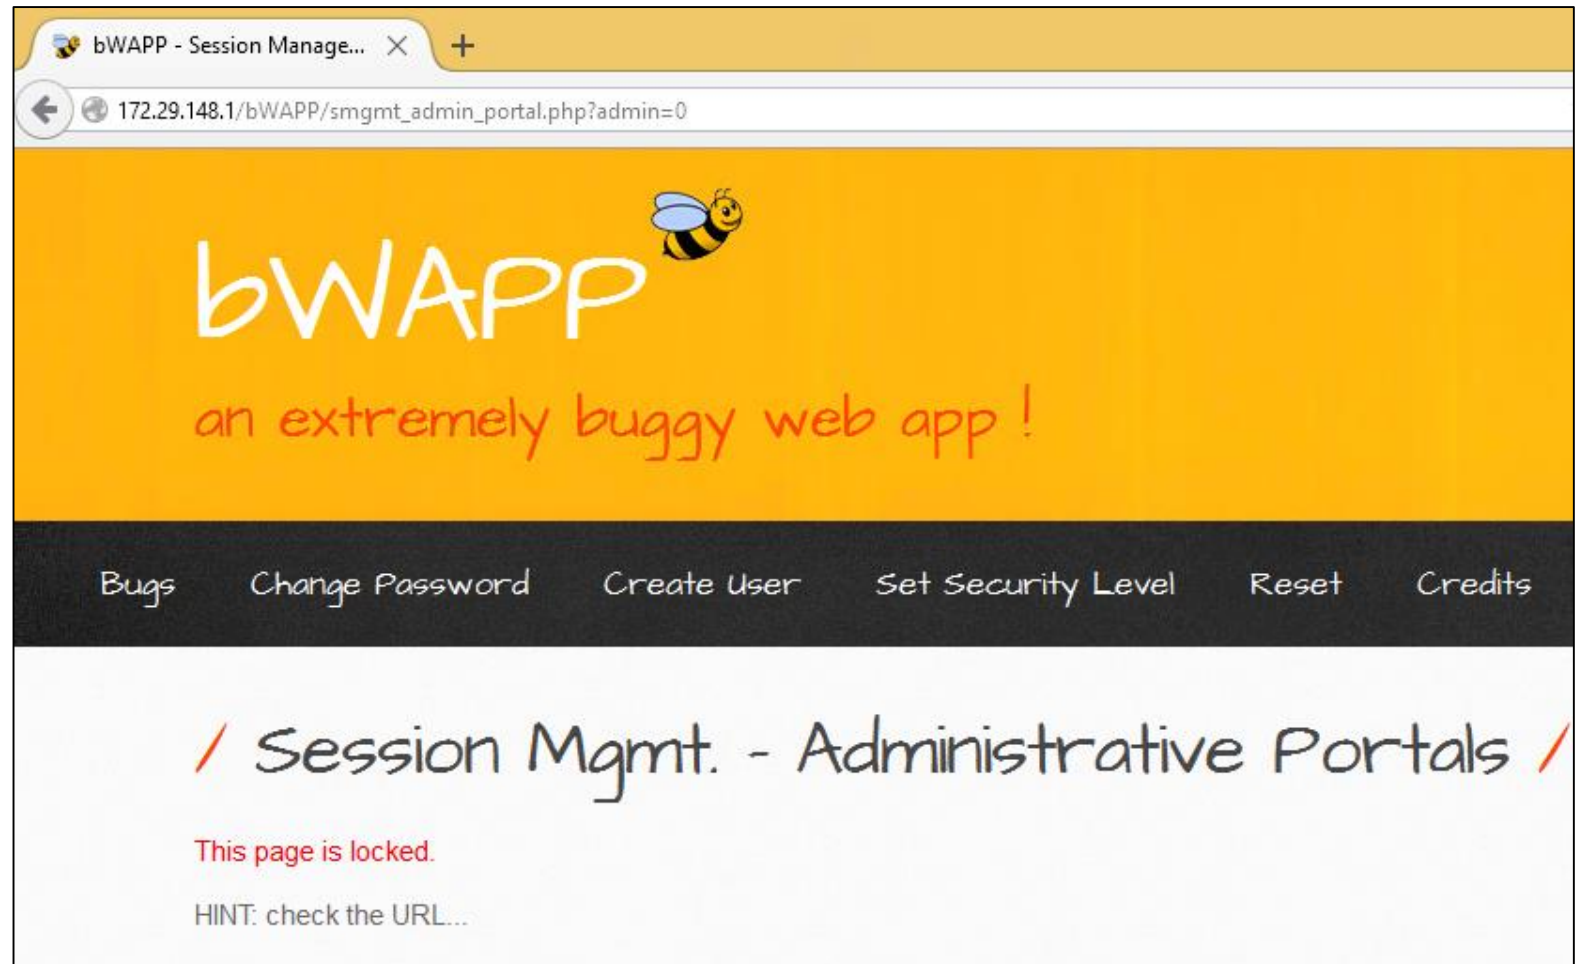 bWAPP - Session Manage...
172.29.148.1/bWAPP/smgmt_admin_portal.php?admin=0
bWAPP
an extremely buggy web app !
Bugs Change Password Create User Set Security Level Reset Credits
/ Session Mgmt. - Administrative Portals /
This page is locked.
HINT: check the URL...